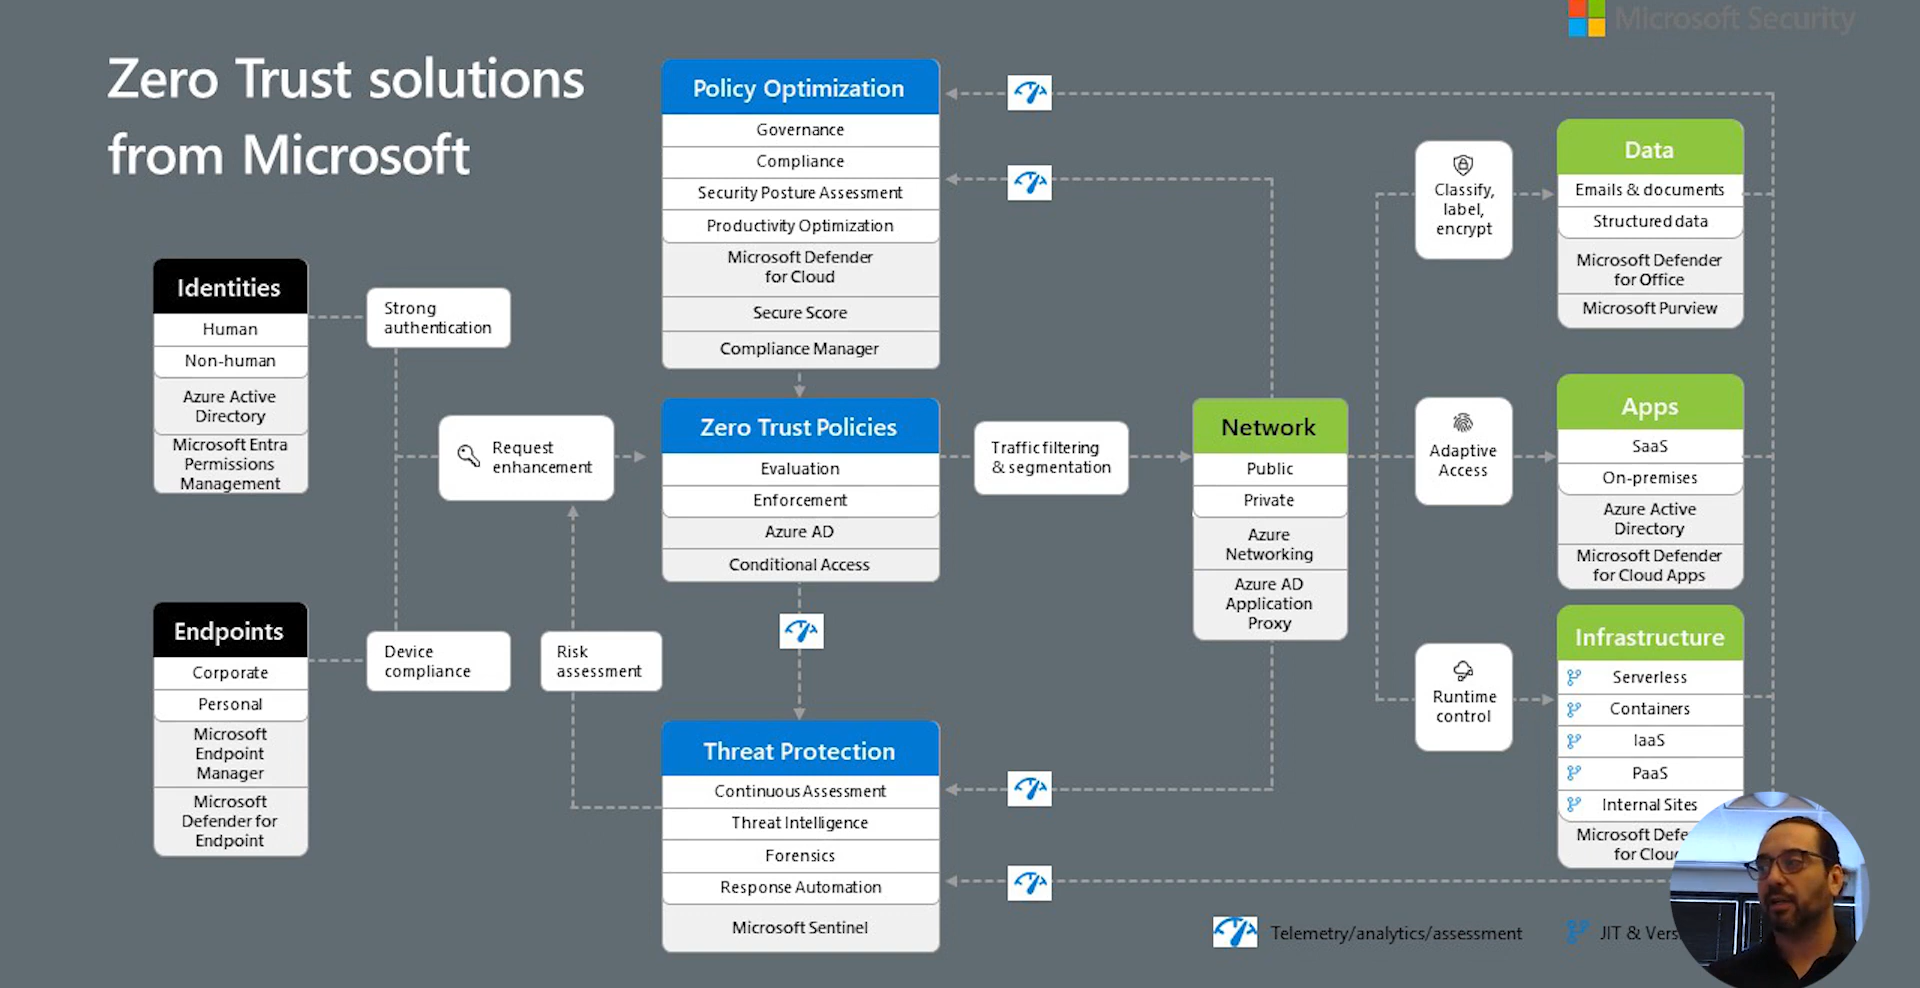 Microsoft Security
Zero Trust solutions
from Microsoft
Identities
Human
Non-human
Azure Active
Directory
Microsoft Entra
Permissions
Management
Endpoints
Corporate
Personal
Microsoft
Endpoint
Manager
Microsoft
Defender for
Endpoint
Strong
authentication
Device
compliance
Request
enhancement
Risk
assessment
Policy Optimization
Governance
Compliance
Security Posture Assessment
Productivity Optimization
Microsoft Defender
for Cloud
Secure Score
Compliance Manager
Zero Trust Policies
Evaluation
Enforcement
Azure AD
Conditional Access
Threat Protection
Continuous Assessment
Threat Intelligence
Forensics
Response Automation
Microsoft Sentinel
Traffic filtering
& segmentation
Network
Public
Private
Azure
Networking
Azure AD
Application
Proxy
Classify,
label,
encrypt
Adaptive
Access
Runtime
control
Data
Emails & documents
Structured data
Microsoft Defender
for Office
Microsoft Purview
Apps
SaaS
On-premises
Azure Active
Directory
Microsoft Defender
for Cloud Apps
Infrastructure
Serverless
Containers
IaaS
PaaS
Internal Sites
Microsoft
for
Telemetry/analytics/assessment
JIT &